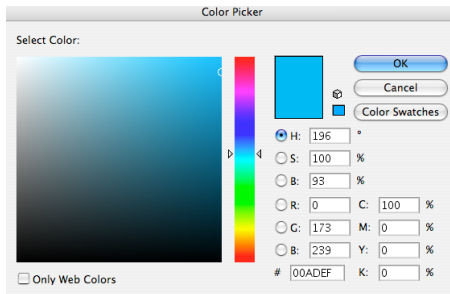 Color Picker
Select Color:
OK
Cancel
Color Swatches
H: 196 °
S: 100 %
B: 93 %
R: 0 C: 100 %
G: 173 M: 0 %
B: 239 Y: 0 %
# 00ADEF K: 0 %
Only Web Colors